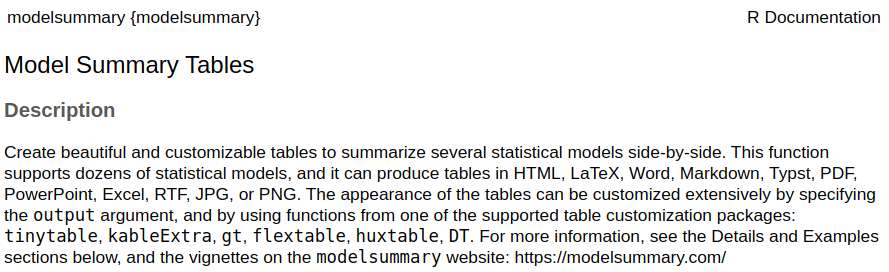 modelsummary {modelsummary} R Documentation
Model Summary Tables
Description
Create beautiful and customizable tables to summarize several statistical models side-by-side. This function
supports dozens of statistical models, and it can produce tables in HTML, LaTeX, Word, Markdown, Typst, PDF,
PowerPoint, Excel, RTF, JPG, or PNG. The appearance of the tables can be customized extensively by specifying
the output argument, and by using functions from one of the supported table customization packages:
tinytable, kableExtra, gt, flextable, huxtable, DT. For more information, see the Details and Examples
sections below, and the vignettes on the modelsummary website: https://modelsummary.com/